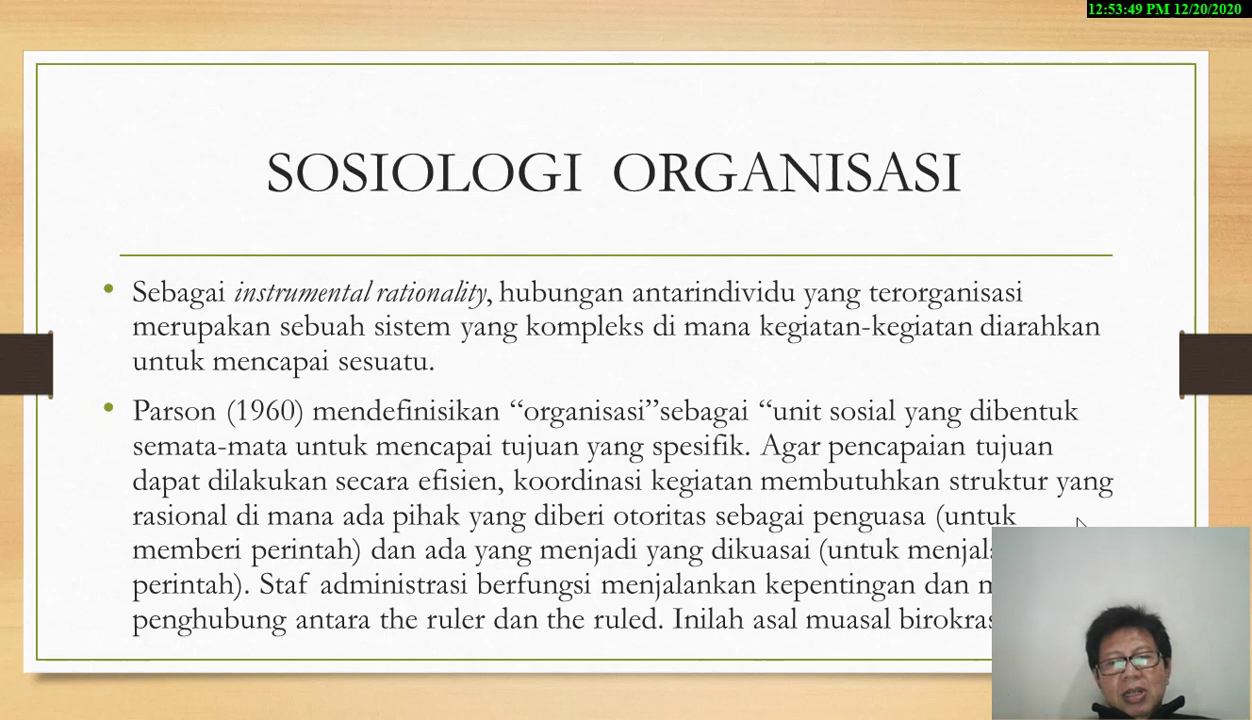 12:53:49 PM 12/20/2020
SOSIOLOGI ORGANISASI
• Sebagai instrumental rationality, hubungan antarindividu yang terorganisasi
merupakan sebuah sistem yang kompleks di mana kegiatan-kegiatan diarahkan
untuk mencapai sesuatu.
• Parson (1960) mendefinisikan “organisasi”sebagai “unit sosial yang dibentuk
semata-mata untuk mencapai tujuan yang spesifik. Agar pencapaian tujuan
dapat dilakukan secara efisien, koordinasi kegiatan membutuhkan struktur yang
rasional di mana ada pihak yang diberi otoritas sebagai penguasa (untuk
memberi perintah) dan ada yang menjadi yang dikuasai (untuk
perintah). Staf administrasi berfungsi menjalankan kepentingan dan
penghubung antara the ruler dan the ruled. Inilah asal muasal